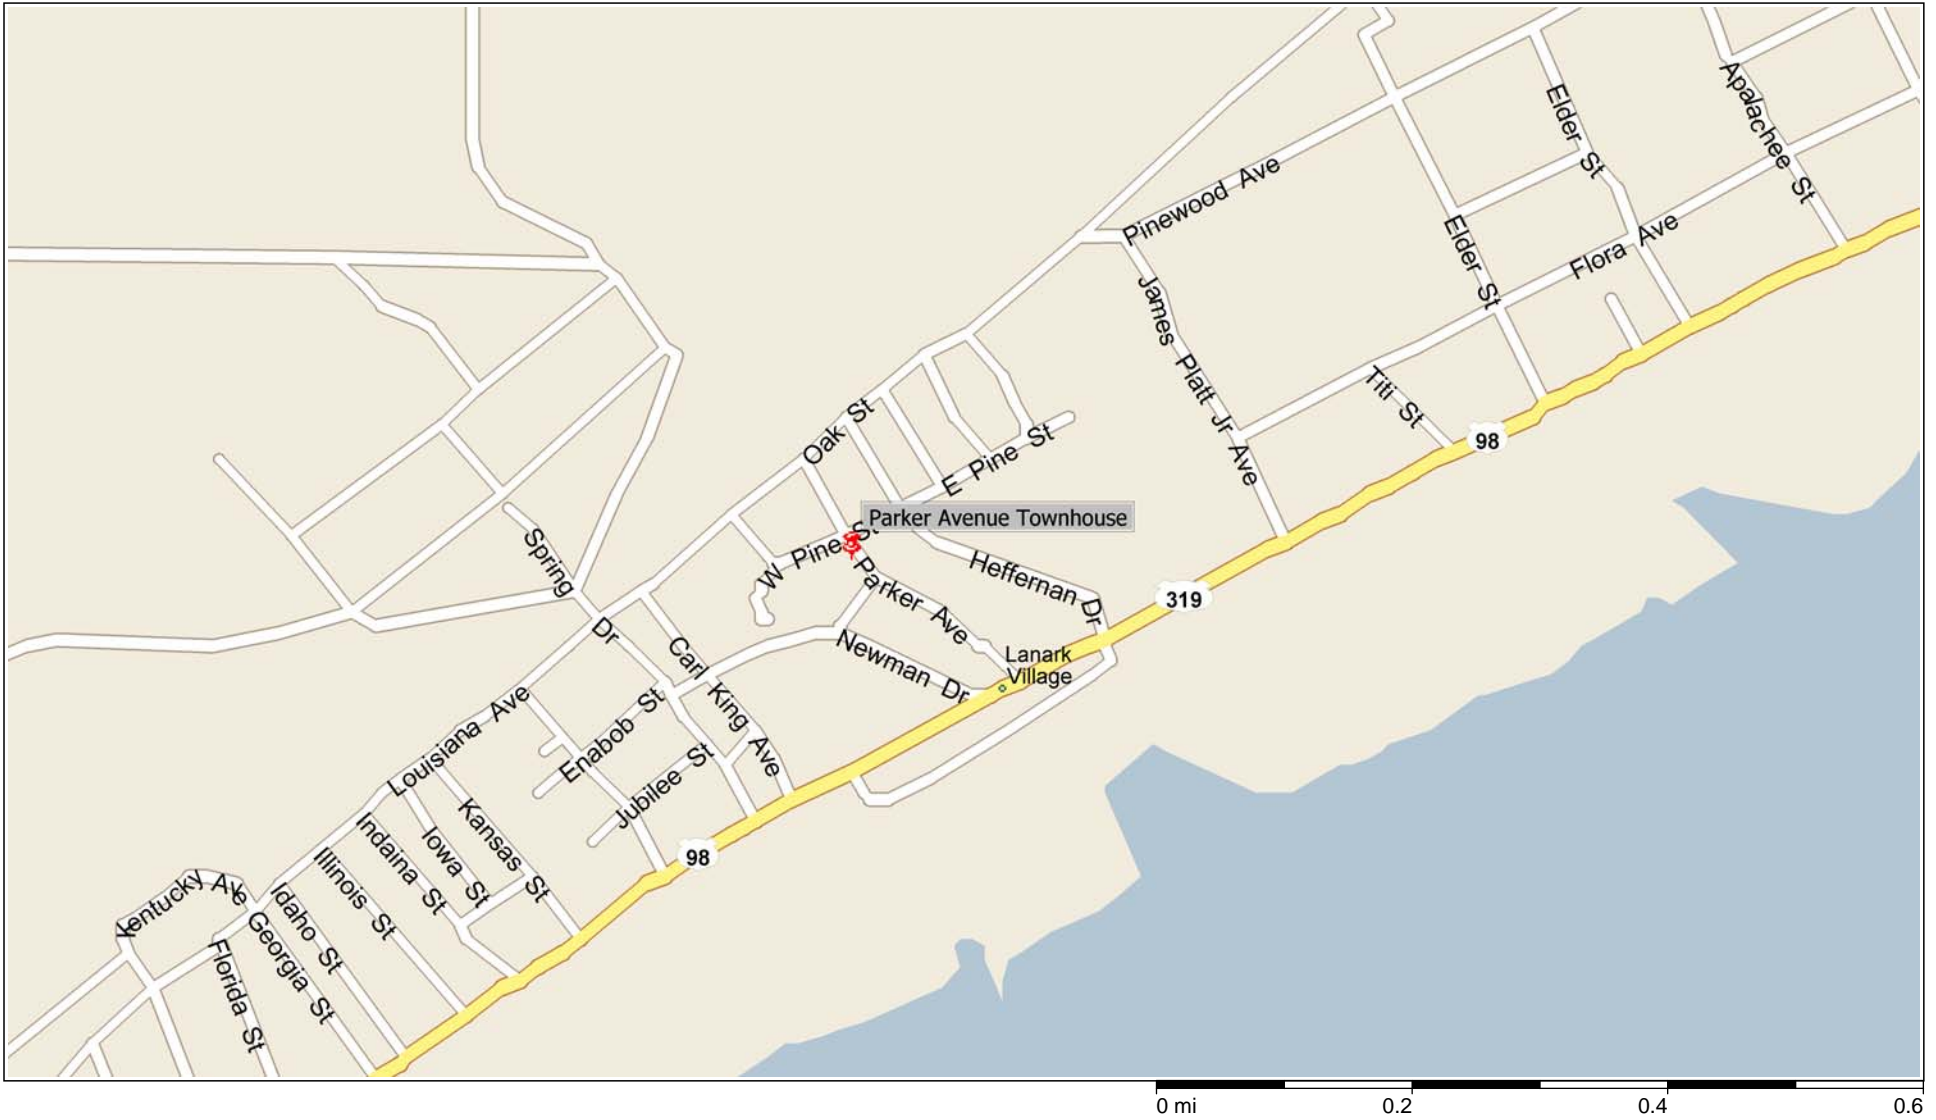 Apalachee St
Elder St
Pinewood Ave
Elder St
Flora Ave
James Platt Jr Ave
Titi St
Oak St
98
E Pine St
Parker Avenue Townhouse
W Pine St
Spring Dr
Heffernan Dr
Parker Ave
319
Carl King Ave
Newman Dr
Lanark
Village
Louisiana Ave
Enabob St
Jubilee St
Kansas St
Iowa St
Indaina St
Illinois St
98
Kentucky Ave
Idaho St
Georgia St
Florida St
0 mi
0.2
0.4
0.6